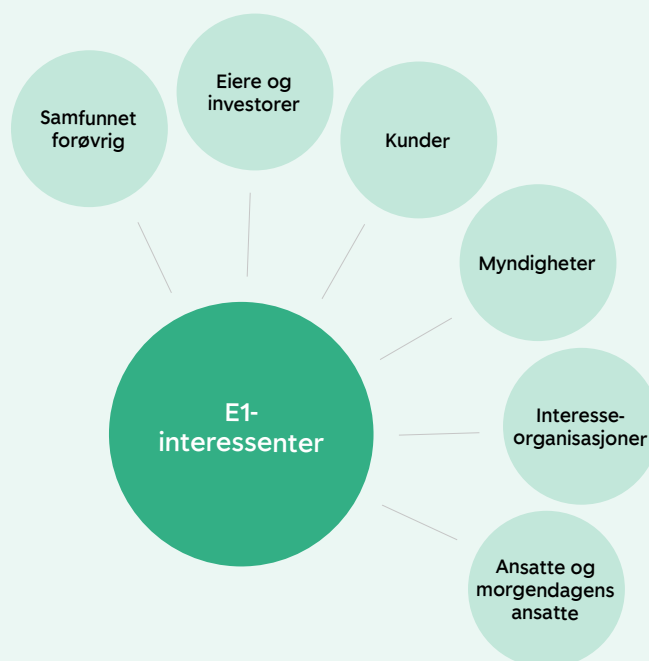 Samfunnet
forøvrig
Eiere og
investorer
Kunder
Myndigheter
Interesse-
organisasjoner
Ansatte og
morgendagens
ansatte
E1-
interessenter